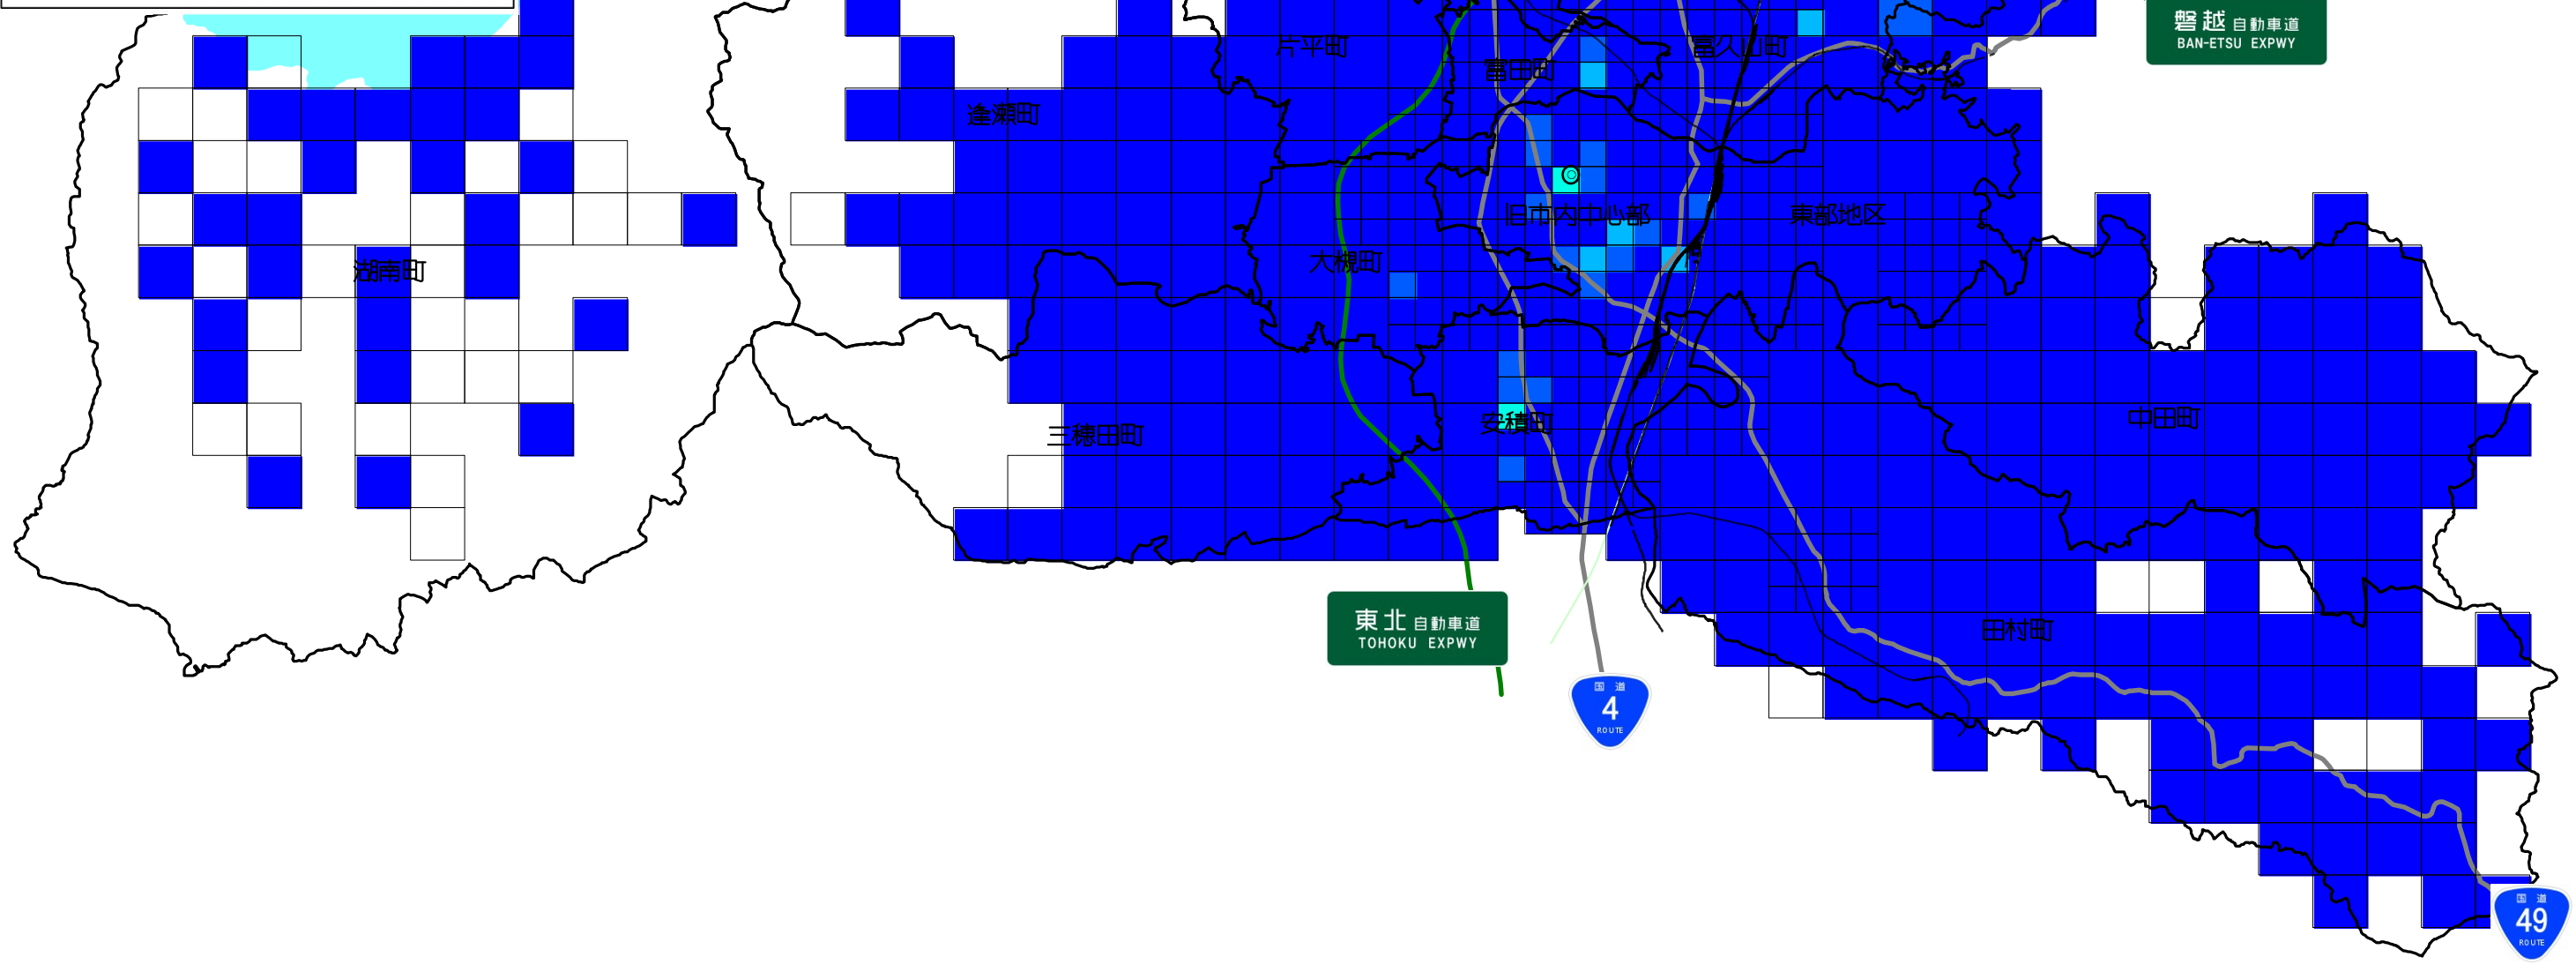 磐越自動車道
BAN-ETSU EXPWY
片平町
富久山町
富田町
逢瀬町
旧市内中心部
東部地区
大槻町
湖南町
安積町
中田町
三穂田町
東北自動車道
TOHOKU EXPWY
田村町
国道
4
ROUTE
国道
49
ROUTE